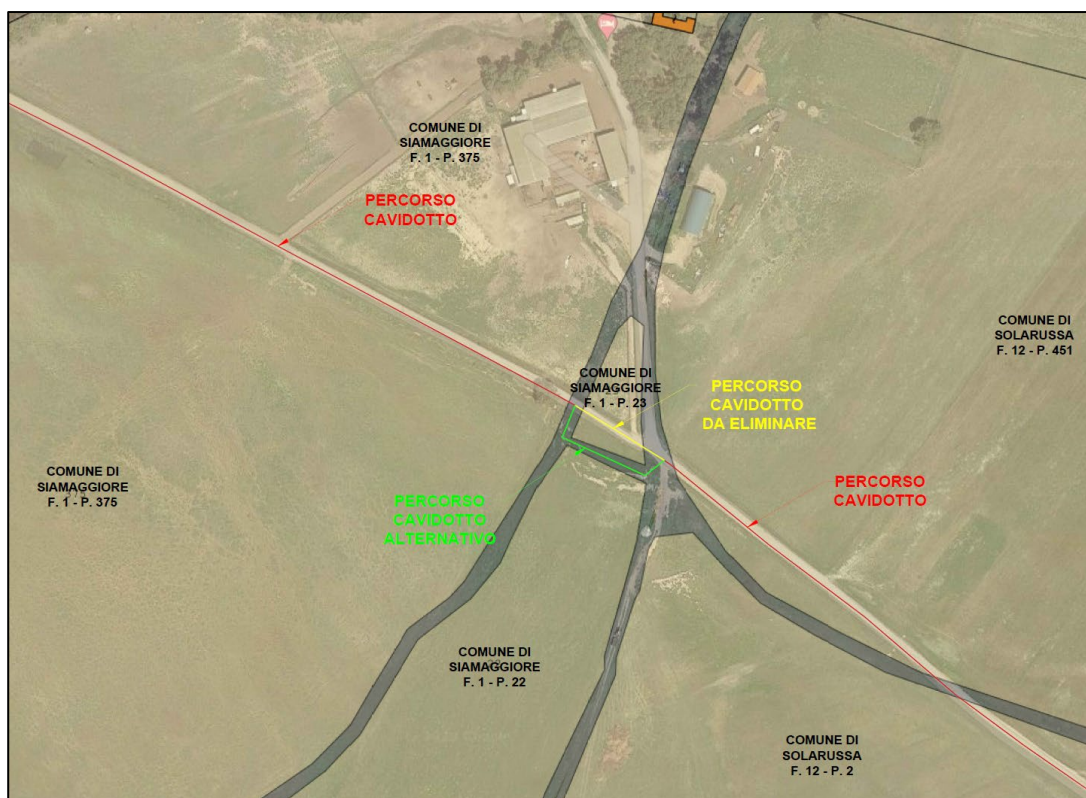 COMUNE DI
SIAMAGGIORE
F. 1 - P. 375
PERCORSO
CAVIDOTTO
COMUNE DI
SOLARUSSA
F. 12 - P. 451
COMUNE DI
SIAMAGGIORE
F. 1 - P. 23
PERCORSO
CAVIDOTTO
DA ELIMINARE
COMUNE DI
SIAMAGGIORE
F. 1 - P. 375
PERCORSO
CAVIDOTTO
PERCORSO
CAVIDOTTO
ALTERNATIVO
COMUNE DI
SIAMAGGIORE
F. 1 - P. 22
COMUNE DI
SOLARUSSA
F. 12 - P. 2